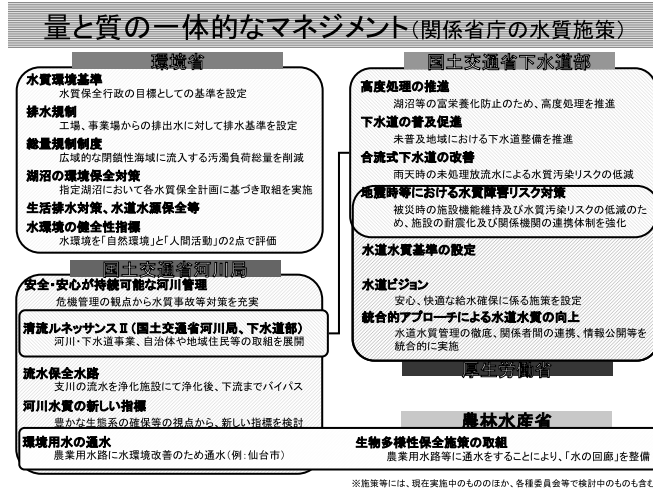 量と質の一体的なマネジメント(関係省庁の水質施策)
環境省
水質環境基準
水質保全行政の目標としての基準を設定
排水規制
工場、事業場からの排出水に対して排水基準を設定
総量規制制度
広域的な閉鎖性海域に流入する汚濁負荷総量を削減
湖沼の環境保全対策
指定湖沼において各水質保全計画に基づき取組を実施
生活排水対策、水道水源保全等
水環境の健全性指標
水環境を「自然環境」と「人間活動」の2点で評価
国土交通省河川局
安全・安心が持続可能な河川管理
危機管理の観点から水質事故等対策を充実
清流ルネッサンスⅡ(国土交通省河川局、下水道部)
河川・下水道事業、自治体や地域住民等の取組を展開
流水保全水路
支川の流水を浄化施設にて浄化後、下流までバイパス
河川水質の新しい指標
豊かな生態系の確保等の視点から、新しい指標を検討
環境用水の通水
農業用水路に水環境改善のため通水(例:仙台市)
国土交通省下水道部
高度処理の推進
湖沼等の富栄養化防止のため、高度処理を推進
下水道の普及促進
未普及地域における下水道整備を推進
合流式下水道の改善
雨天時の未処理放流水による水質汚染リスクの低減
地震時等における水質障害リスク対策
被災時の施設機能維持及び水質汚染リスクの低減のた
め、施設の耐震化及び関係機関の連携体制を強化
水道水質基準の設定
水道ビジョン
安心、快適な給水確保に係る施策を設定
統合的アプローチによる水道水質の向上
水道水質管理の徹底、関係者間の連携、情報公開等を
統合的に実施
厚生労働省
農林水産省
生物多様性保全施策の取組
農業用水路等に通水をすることにより、「水の回廊」を整備
※施策等には、現在実施中のもののほか、各種委員会等で検討中のものも含む